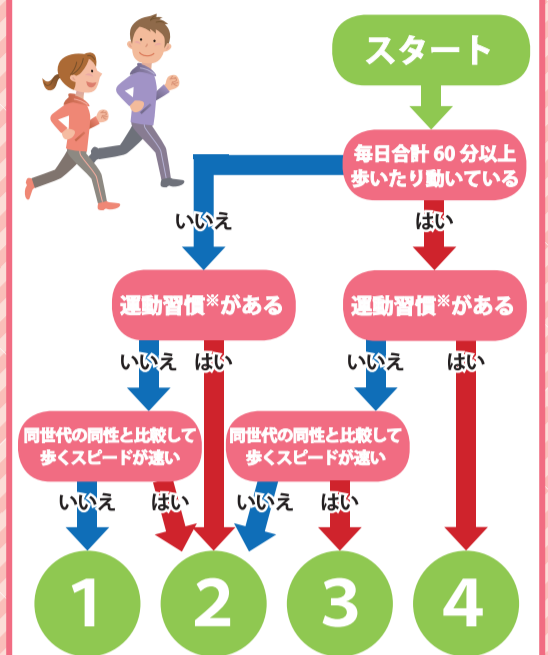 スタート
毎日合計 60 分以上
歩いたり動いている
いいえ
はい
運動習慣※がある
運動習慣※がある
いいえ
はい
いいえ
はい
同世代の同性と比較して
歩くスピードが速い
同世代の同性と比較して
歩くスピードが速い
いいえ
はい
いいえ
はい
1
2
3
4